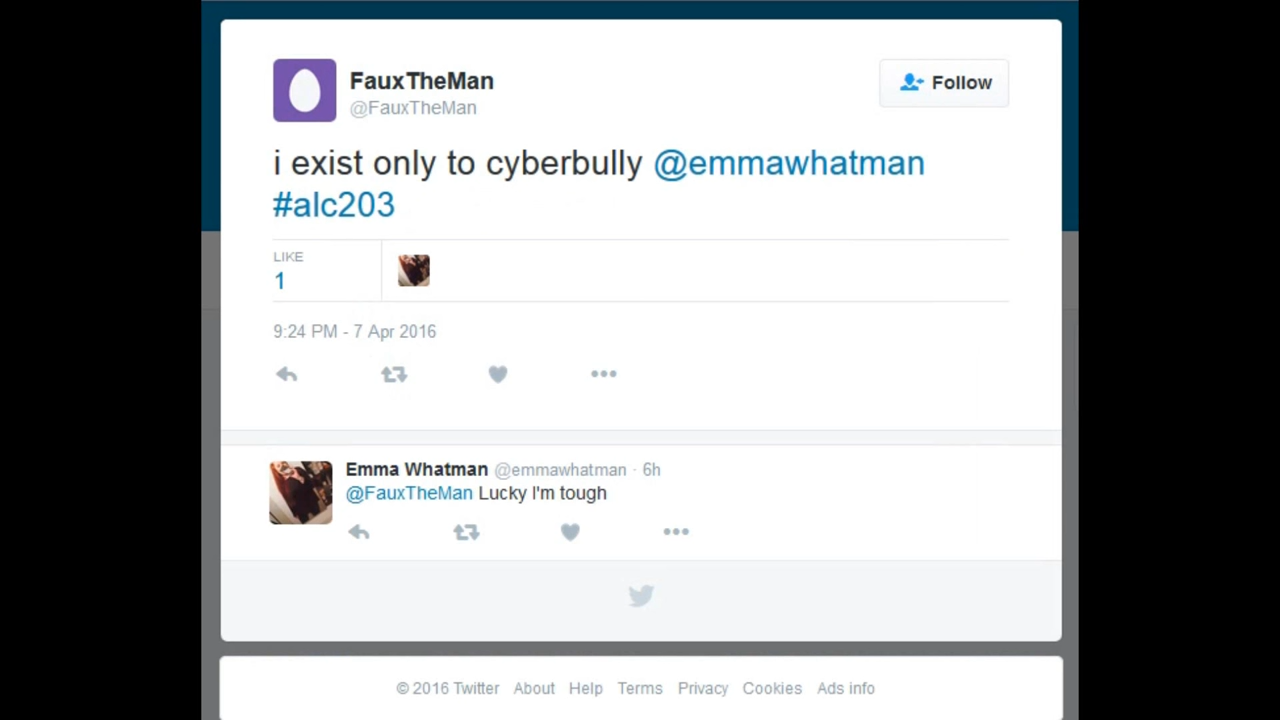 FauxTheMan
@FauxTheMan
Follow
i exist only to cyberbully @emmawhatman
#alc203
LIKE
1
9:24 PM - 7 Apr 2016
Emma Whatman @emmawhatman · 6h
@FauxTheMan Lucky I'm tough
© 2016 Twitter About Help Terms Privacy Cookies Ads info